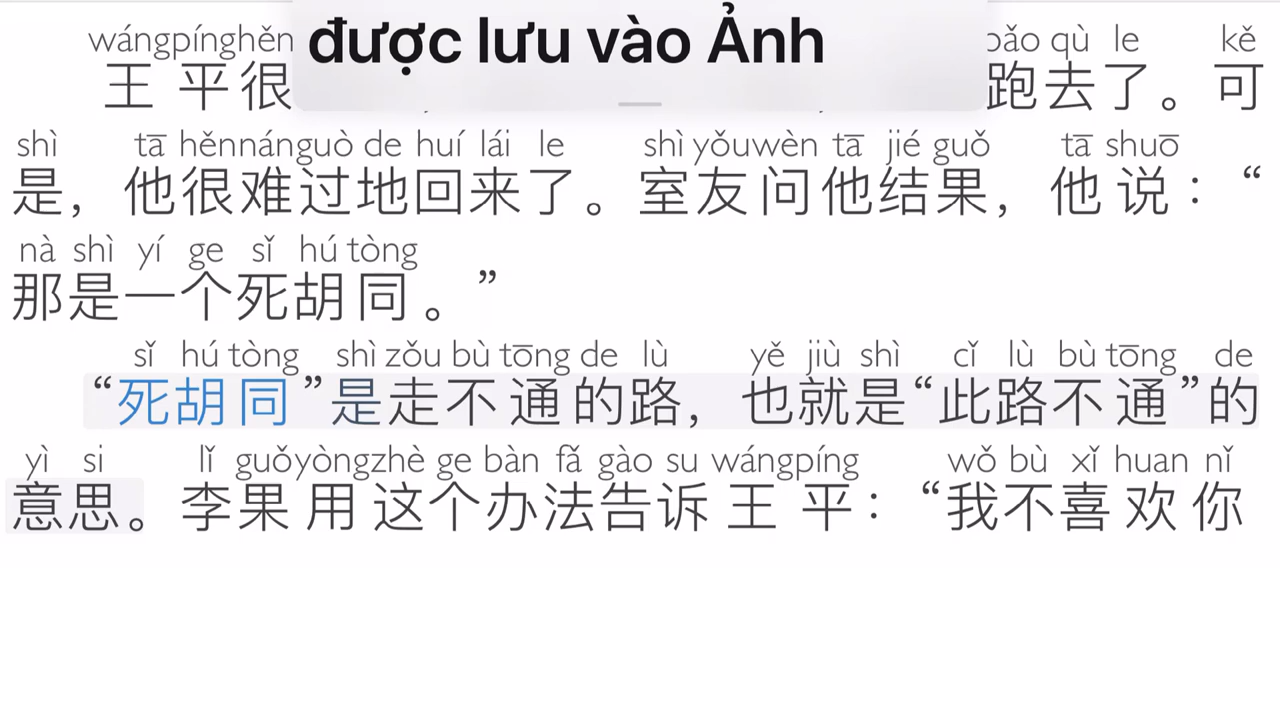 được lưu vào Ảnh
wángpínghěn qù le kě
王平很 跑去了。可
shì tā hěnnánguò de huí lái le shì yǒuwèn tā jié guǒ tā shuō
是，他很难过地回来了。室友问他结果，他说：“
nà shì yí ge sǐ hú tòng
那是一个死胡同。”
sǐ hú tòng shì zǒu bù tōng de lù yě jiù shì cǐ lù bù tōng de
“死胡同”是走不通的路，也就是“此路不通”的
yì si lǐ guǒyòngzhè ge bàn fǎ gào su wángpíng wǒ bù xǐ huan nǐ
意思。李果用这个办法告诉王平：“我不喜欢你